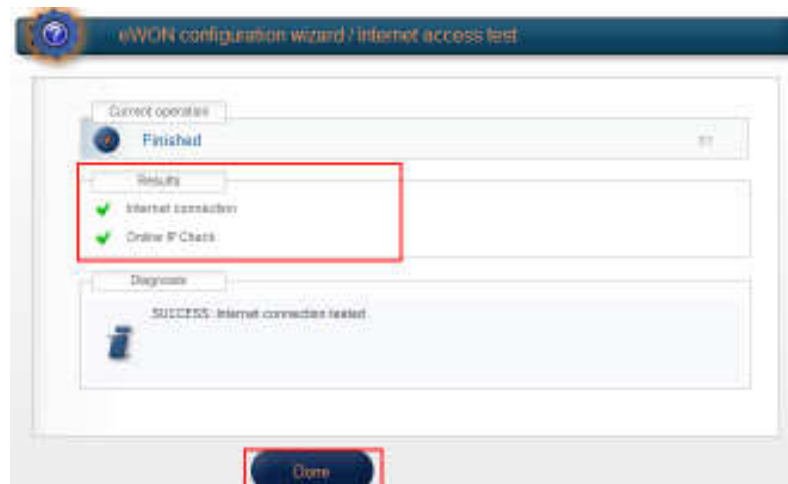 eWON configuration wizard / Internet access test
Current operation
Finished
Results
Internet connection
Online IP Check
Diagnosis
SUCCESS: Internet connection tested
Done